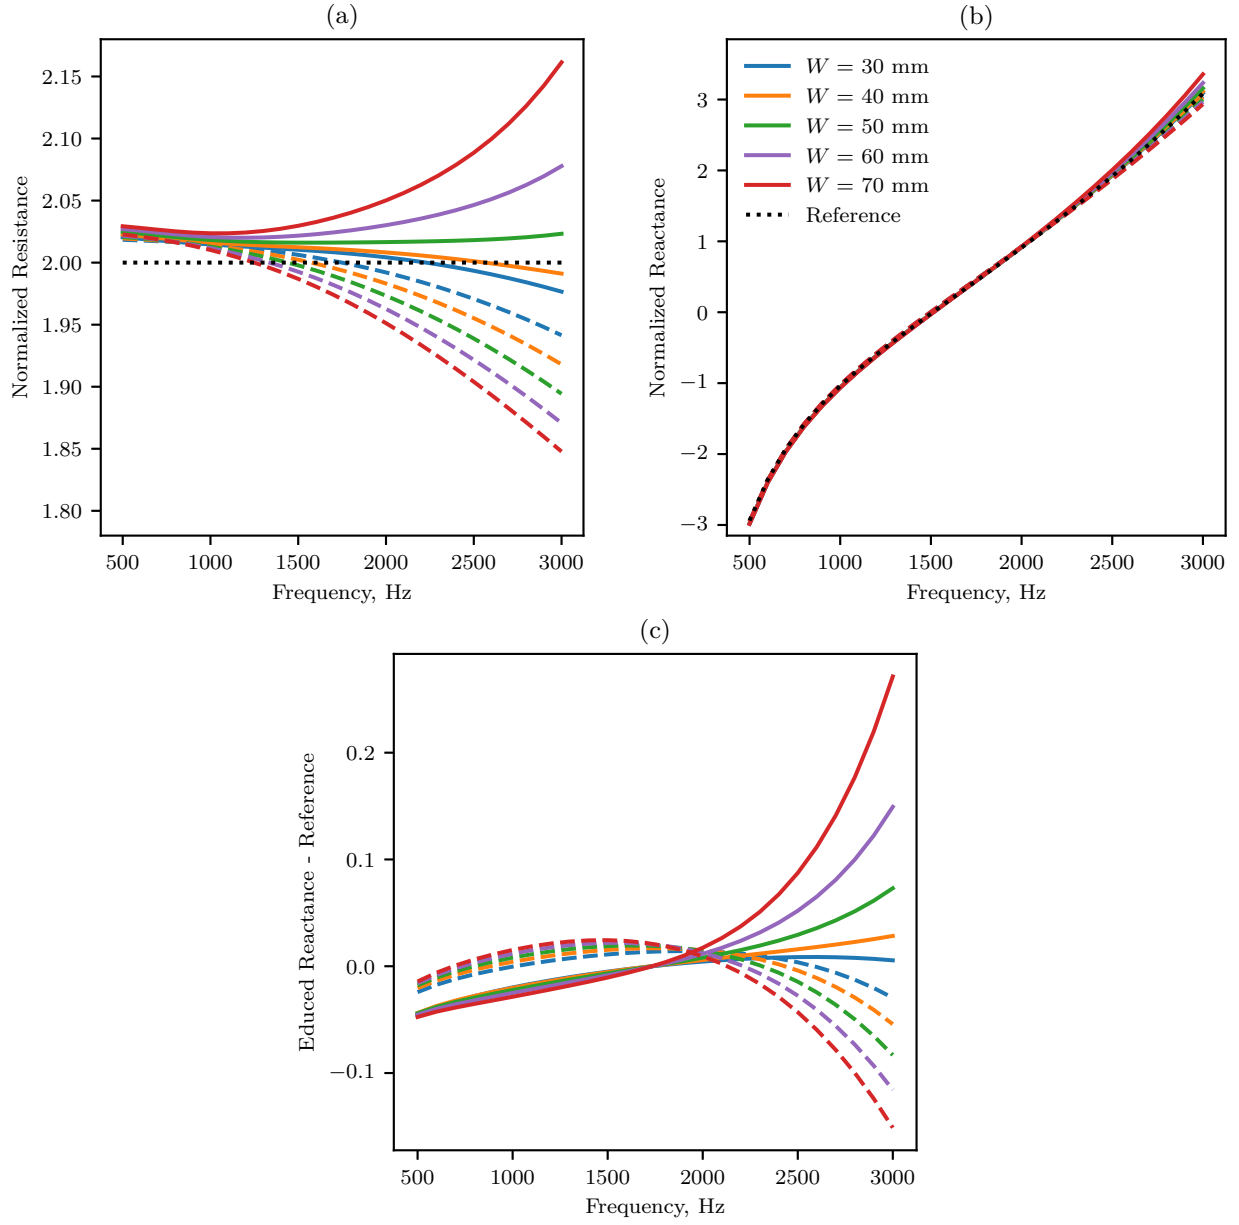 (a)
Normalized Resistance
2.15
2.10
2.05
2.00
1.95
1.90
1.85
1.80
500 1000 1500 2000 2500 3000
Frequency, Hz
(b)
Normalized Reactance
3
2
1
0
−1
−2
−3
W = 30 mm
W = 40 mm
W = 50 mm
W = 60 mm
W = 70 mm
Reference
500 1000 1500 2000 2500 3000
Frequency, Hz
(c)
Educed Reactance - Reference
0.2
0.1
0.0
−0.1
500 1000 1500 2000 2500 3000
Frequency, Hz